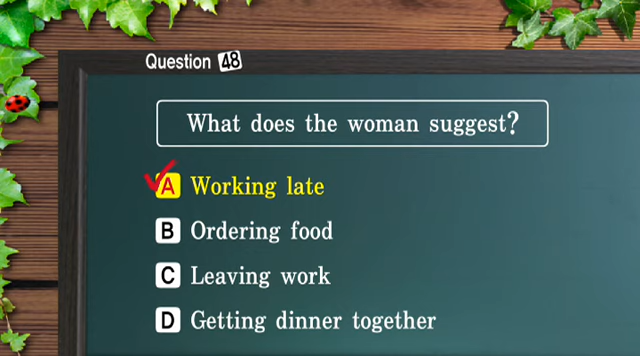 Question 48
What does the woman suggest?
A Working late
B Ordering food
C Leaving work
D Getting dinner together